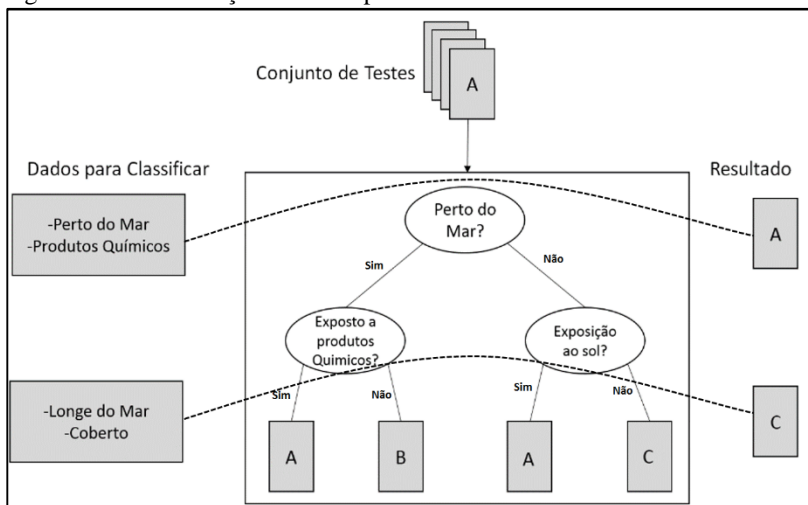 Conjunto de Testes
A
Dados para Classificar
Resultado
-Perto do Mar
-Produtos Químicos
Perto do
Mar?
A
Sim
Não
Exposto a
produtos
Quimicos?
Exposição
ao sol?
-Longe do Mar
-Coberto
Sim
Não
Sim
Não
C
A
B
A
C